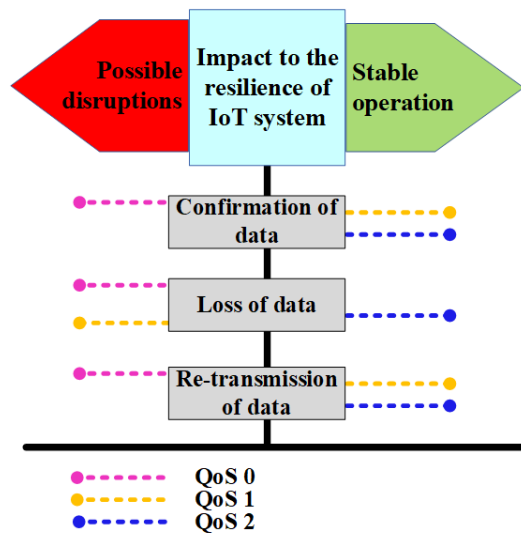 Possible
disruptions
Impact to the
resilience of
IoT system
Stable
operation
Confirmation of
data
Loss of data
Re-transmission
of data
QoS 0
QoS 1
QoS 2